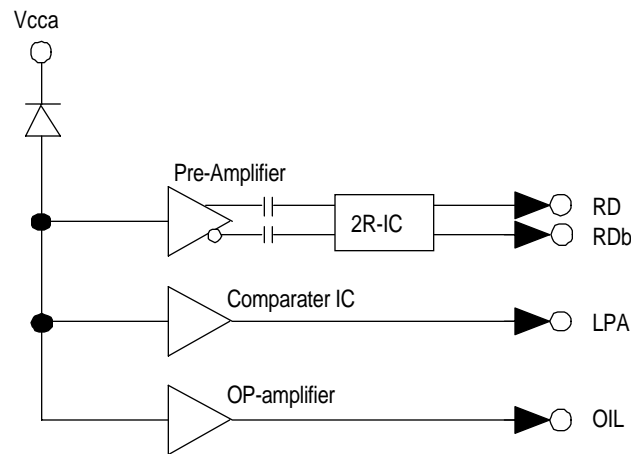 Vcca
Pre-Amplifier
2R-IC
RD
RDb
Comparater IC
LPA
OP-amplifier
OIL